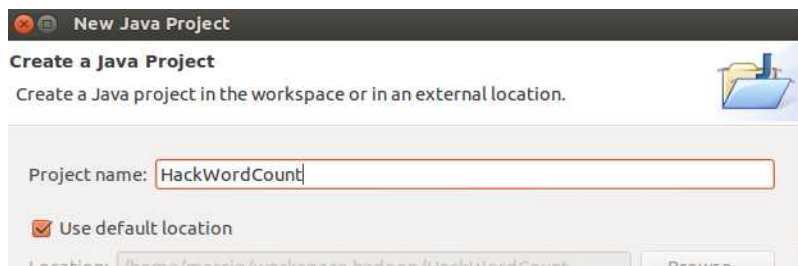 New Java Project
Create a Java Project
Create a Java project in the workspace or in an external location.
Project name: HackWordCount
Use default location